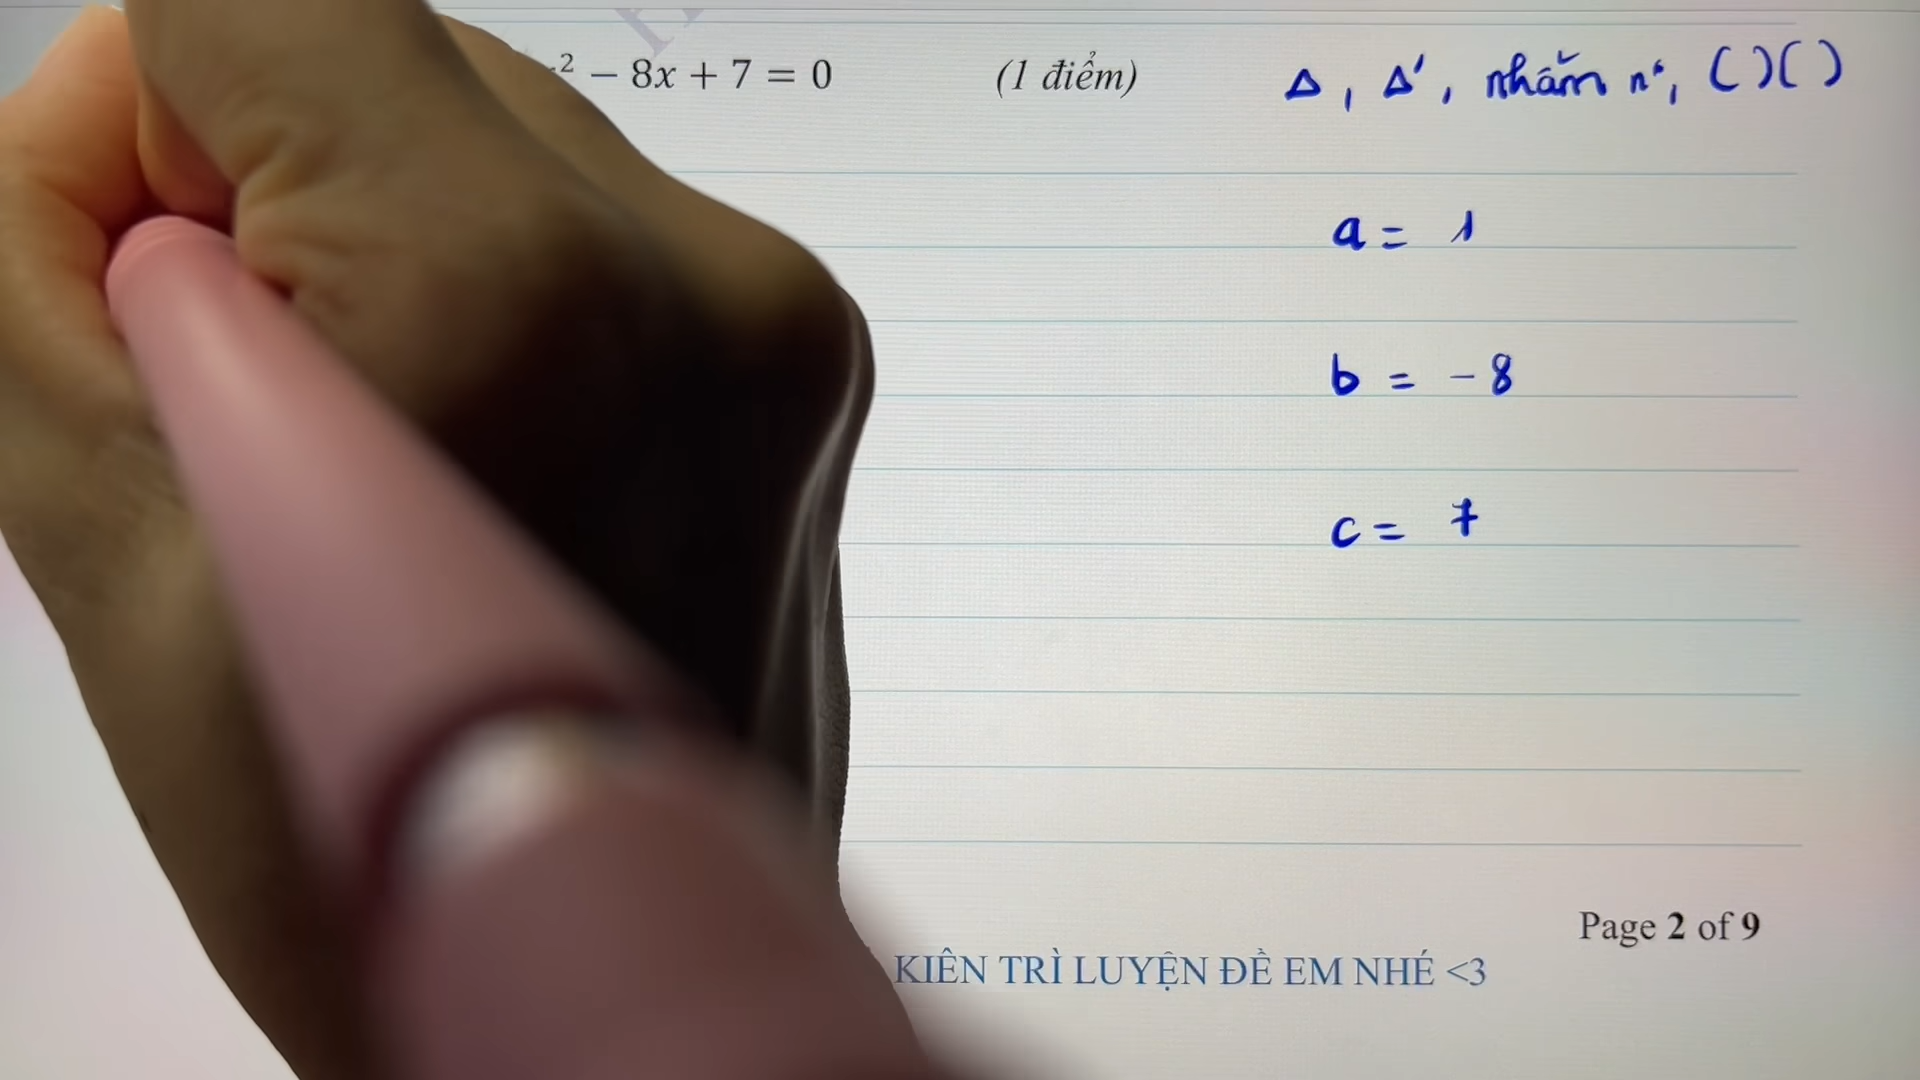 ² − 8x + 7 = 0 (1 điểm) Δ, Δ', nhẩm n⁰, ( )( )
a = 1
b = -8
c = 7
Page 2 of 9
KIÊN TRÌ LUYỆN ĐỀ EM NHÉ <3